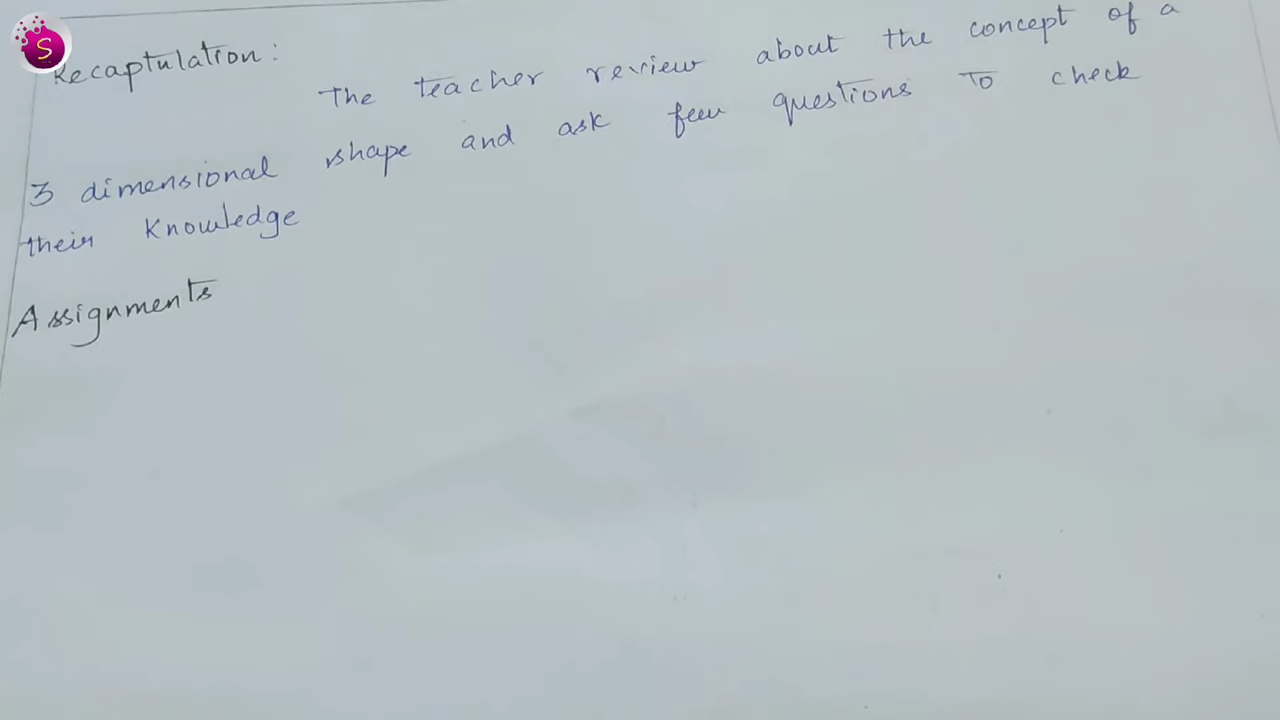 S
Recaptulation :
The teacher review about the concept of a
3 dimensional shape and ask few questions to check
their knowledge
Assignments